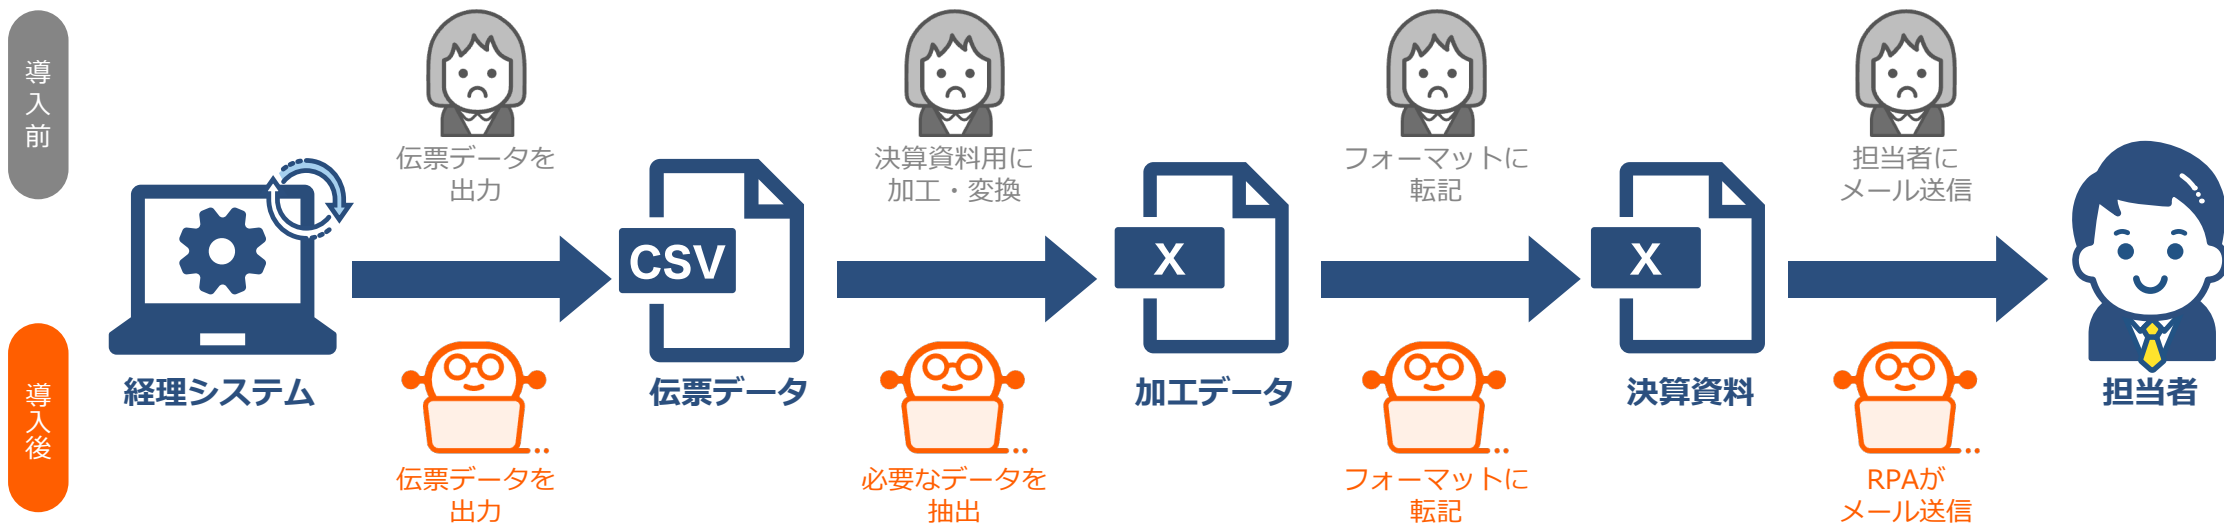 導入前
伝票データを
出力
決算資料用に
加工・変換
フォーマットに
転記
担当者に
メール送信
CSV
X
X
経理システム
伝票データ
加工データ
決算資料
担当者
導入後
伝票データを
出力
必要なデータを
抽出
フォーマットに
転記
RPAが
メール送信